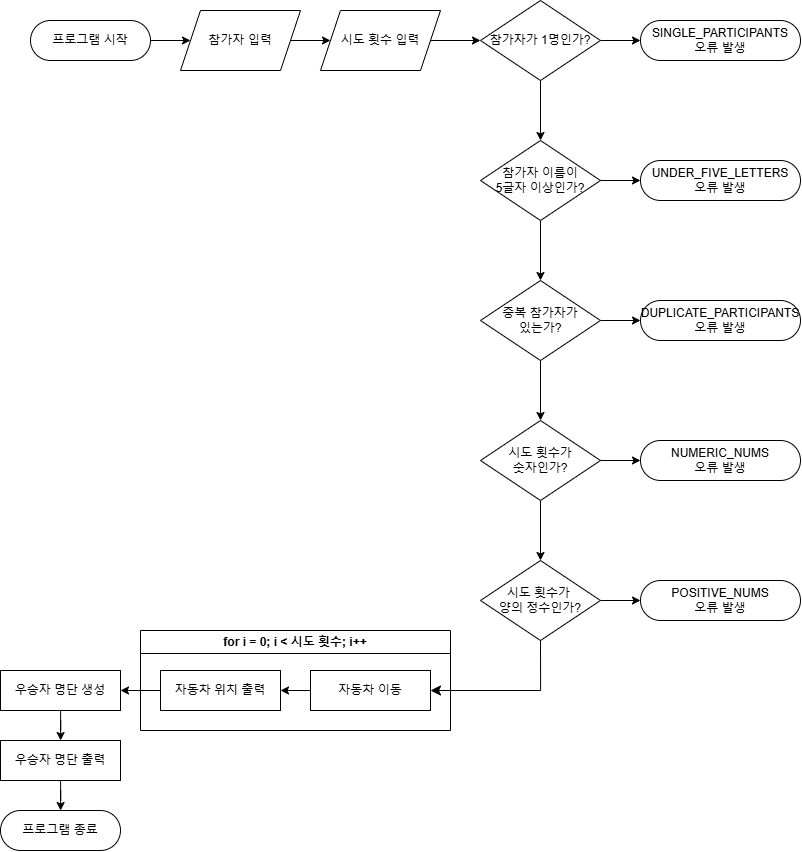 프로그램 시작
참가자 입력
시도 횟수 입력
참가자가 1명인가?
SINGLE_PARTICIPANTS
오류 발생
참가자 이름이
5글자 이상인가?
UNDER_FIVE_LETTERS
오류 발생
중복 참가자가
있는가?
DUPLICATE_PARTICIPANTS
오류 발생
시도 횟수가
숫자인가?
NUMERIC_NUMS
오류 발생
시도 횟수가
양의 정수인가?
POSITIVE_NUMS
오류 발생
for i = 0; i < 시도 횟수; i++
자동차 이동
자동차 위치 출력
우승자 명단 생성
우승자 명단 출력
프로그램 종료